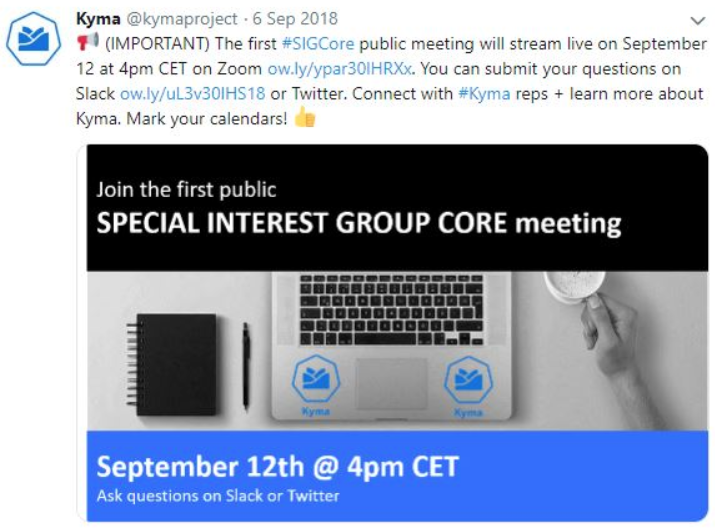 Kyma @kymaproject · 6 Sep 2018
(IMPORTANT) The first #SIGCore public meeting will stream live on September
12 at 4pm CET on Zoom ow.ly/ypar30lHRXx. You can submit your questions on
Slack ow.ly/uL3v30lHS18 or Twitter. Connect with #Kyma reps + learn more about
Kyma. Mark your calendars!
Join the first public
SPECIAL INTEREST GROUP CORE meeting
Kyma
Kyma
September 12th @ 4pm CET
Ask questions on Slack or Twitter